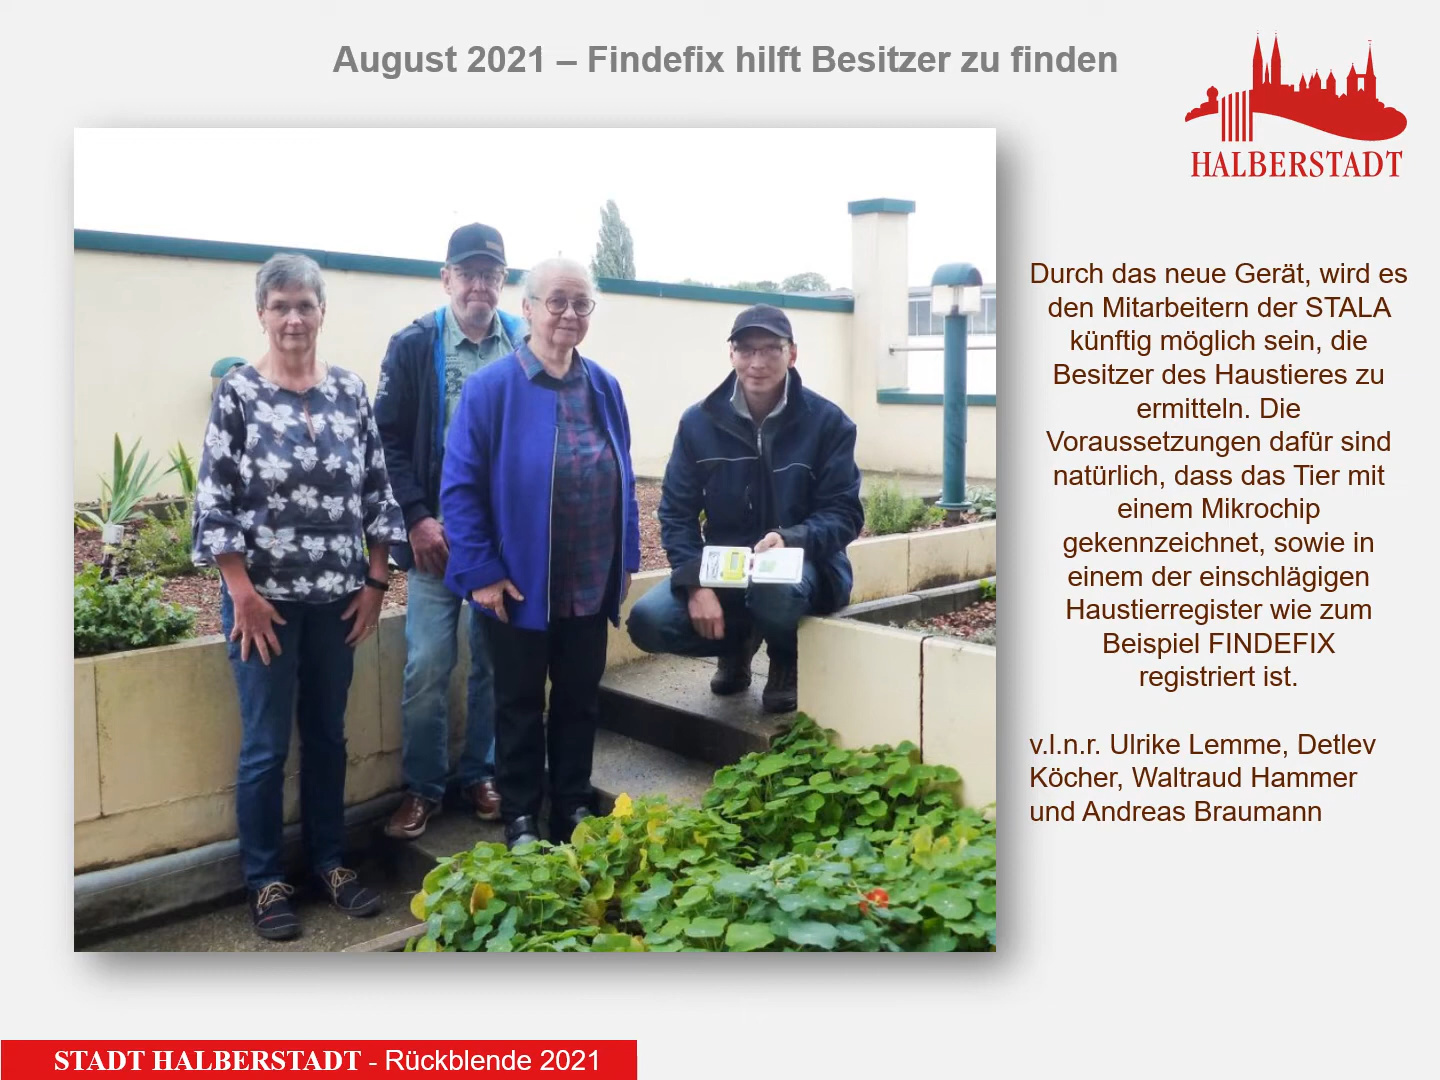 August 2021 – Findefix hilft Besitzer zu finden
HALBERSTADT
Durch das neue Gerät, wird es
den Mitarbeitern der STALA
künftig möglich sein, die
Besitzer des Haustieres zu
ermitteln. Die
Voraussetzungen dafür sind
natürlich, dass das Tier mit
einem Mikrochip
gekennzeichnet, sowie in
einem der einschlägigen
Haustierregister wie zum
Beispiel FINDEFIX
registriert ist.
v.l.n.r. Ulrike Lemme, Detlev
Köcher, Waltraud Hammer
und Andreas Braumann
STADT HALBERSTADT - Rückblende 2021